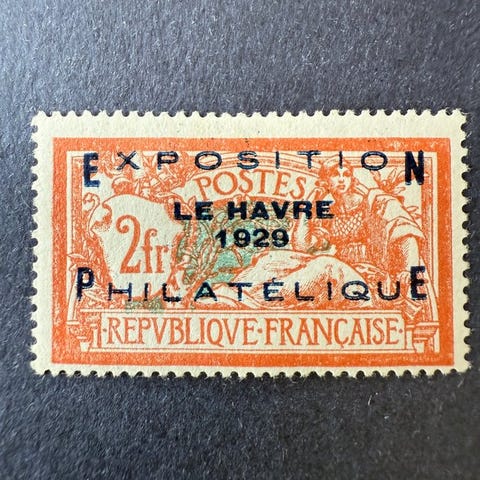 EXPOSITION
POSTES
LE HAVRE
2fr
1929
PHILATÉLIQUE
REPVBLIQVE·FRANÇAISE